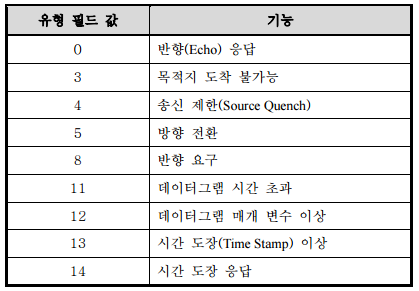 유형 필드 값 기능
0 반향(Echo) 응답
3 목적지 도착 불가능
4 송신 제한(Source Quench)
5 방향 전환
8 반향 요구
11 데이터그램 시간 초과
12 데이터그램 매개 변수 이상
13 시간 도장(Time Stamp) 이상
14 시간 도장 응답